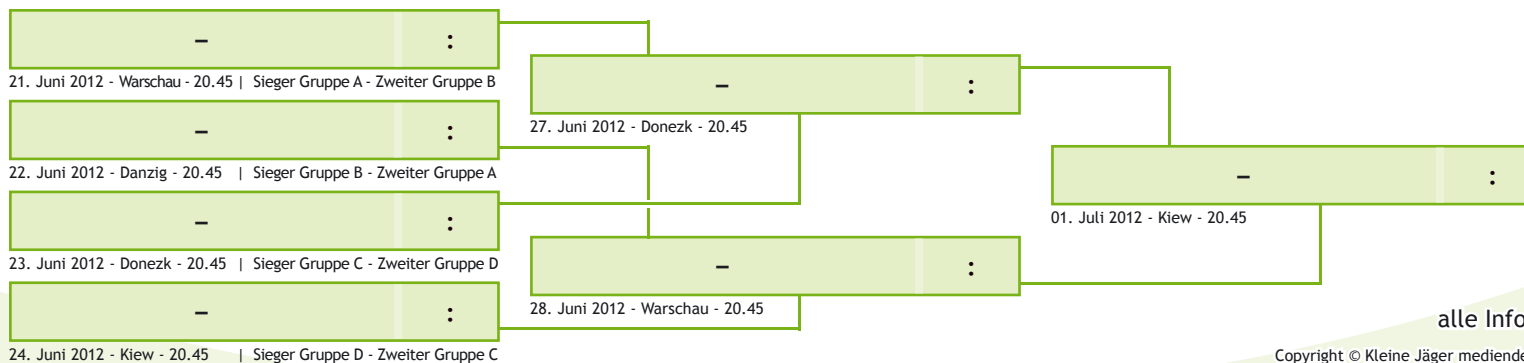 – :
21. Juni 2012 - Warschau - 20.45 | Sieger Gruppe A - Zweiter Gruppe B
– :
22. Juni 2012 - Danzig - 20.45 | Sieger Gruppe B - Zweiter Gruppe A
– :
23. Juni 2012 - Donezk - 20.45 | Sieger Gruppe C - Zweiter Gruppe D
– :
24. Juni 2012 - Kiew - 20.45 | Sieger Gruppe D - Zweiter Gruppe C
– :
27. Juni 2012 - Donezk - 20.45
– :
28. Juni 2012 - Warschau - 20.45
– :
01. Juli 2012 - Kiew - 20.45
alle Info
Copyright © Kleine Jäger mediende